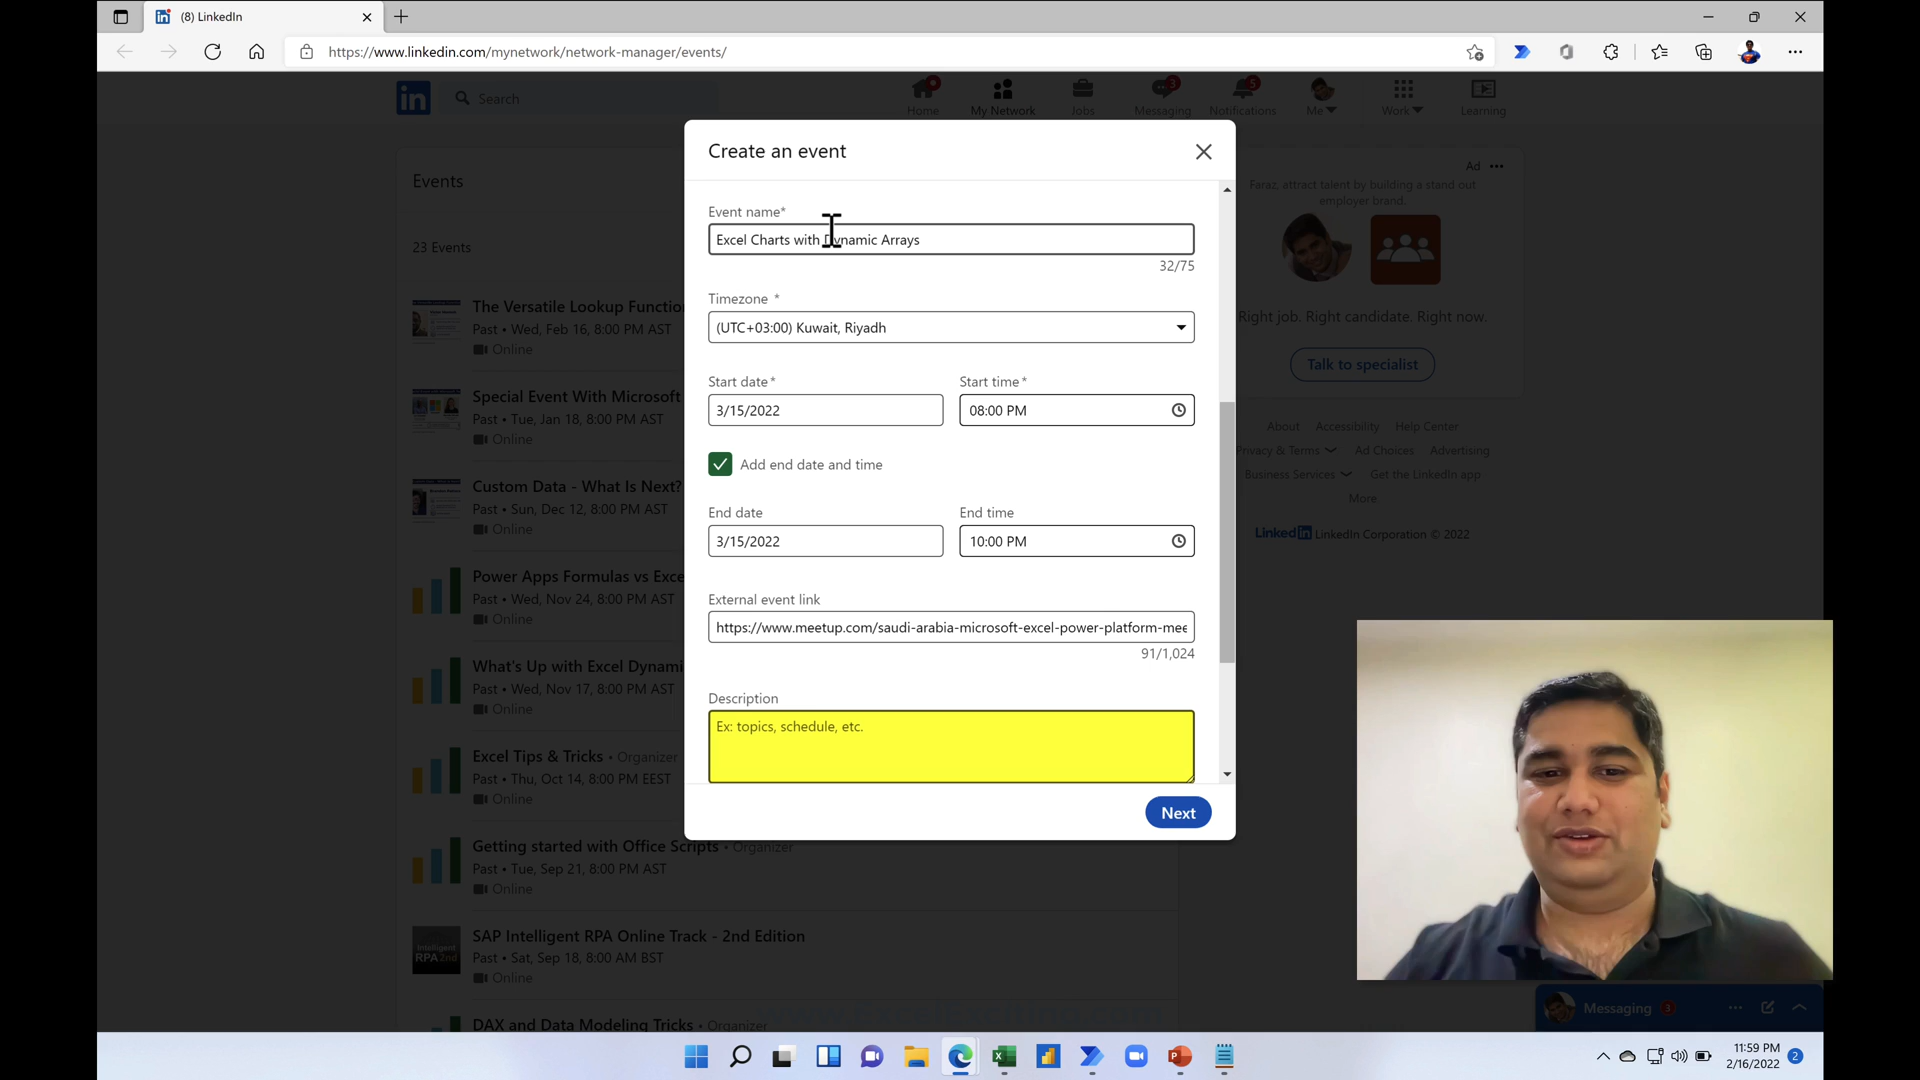 (8) LinkedIn
https://www.linkedin.com/mynetwork/network-manager/events/
in
Search
Home
My Network
Jobs
3
Messaging
5
Notifications
Me
Work
Learning
Events
23 Events
The Versatile Lookup Functio
Past • Wed, Feb 16, 8:00 PM AST
Online
Special Event With Microsoft
Past • Tue, Jan 18, 8:00 PM AST
Online
Custom Data - What Is Next?
Past • Sun, Dec 12, 8:00 PM AST
Online
Power Apps Formulas vs Exce
Past • Wed, Nov 24, 8:00 PM AST
Online
What's Up with Excel Dynami
Past • Wed, Nov 17, 8:00 PM AST
Online
Excel Tips & Tricks • Organizer
Past • Thu, Oct 14, 8:00 PM EEST
Online
Getting started with Office Scripts • Organizer
Past • Tue, Sep 21, 8:00 PM AST
Online
Intelligent
RPA 2nd
SAP Intelligent RPA Online Track - 2nd Edition
Past • Sat, Sep 18, 8:00 AM BST
Online
DAX and Data Modeling Tricks • Organizer
Create an event
Event name*
Excel Charts with Dynamic Arrays
32/75
Timezone *
(UTC+03:00) Kuwait, Riyadh
Start date*
Start time*
3/15/2022
08:00 PM
Add end date and time
End date
End time
3/15/2022
10:00 PM
External event link
https://www.meetup.com/saudi-arabia-microsoft-excel-power-platform-mee
91/1,024
Description
Ex: topics, schedule, etc.
Next
Ad
Faraz, attract talent by building a stand out
employer brand.
Right job. Right candidate. Right now.
Talk to specialist
About Accessibility Help Center
Privacy & Terms Ad Choices Advertising
Business Services Get the LinkedIn app
More
LinkedIn LinkedIn Corporation © 2022
Messaging 3
11:59 PM
2/16/2022
2